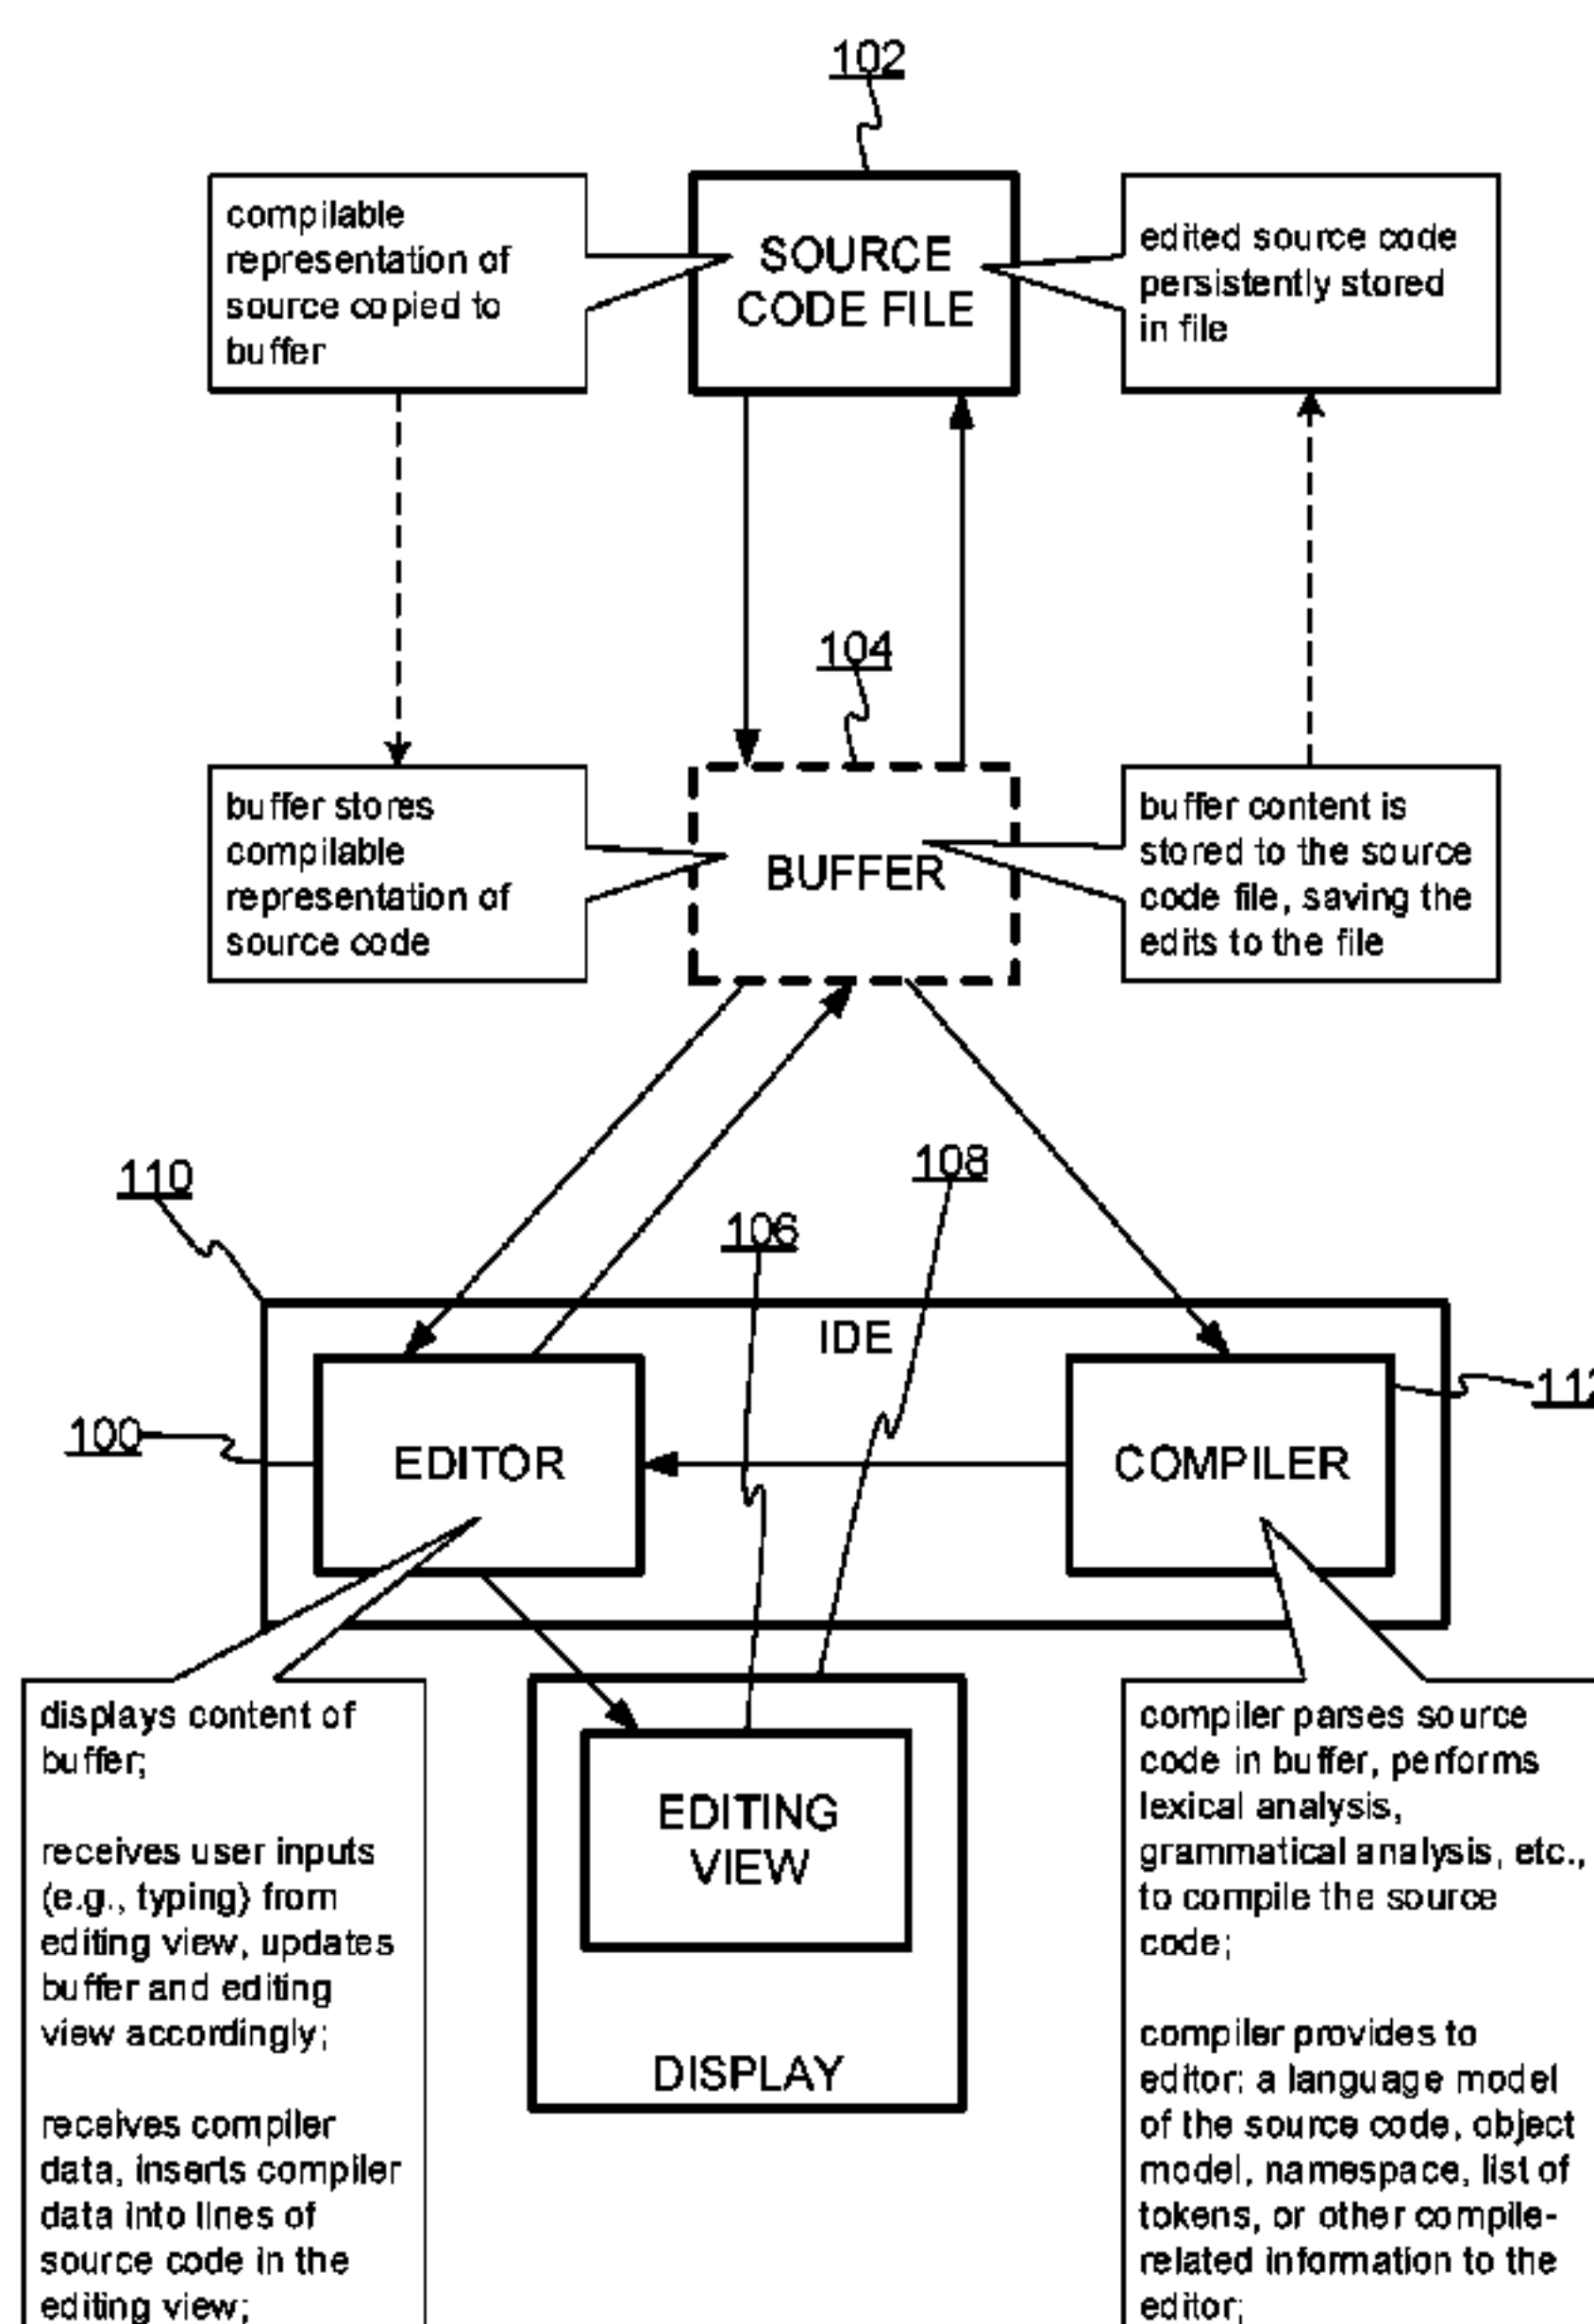 102
compilable
representation of
source copied to
buffer
SOURCE
CODE FILE
edited source code
persistently stored
in file
104
buffer stores
compilable
representation of
source code
BUFFER
buffer content is
stored to the source
code file, saving the
edits to the file
110
108
106
IDE
100
EDITOR
COMPILER
displays content of
buffer;
receives user inputs
(e.g., typing) from
editing view, updates
buffer and editing
view accordingly;
receives compiler
data, inserts compiler
data into lines of
source code in the
editing view;
EDITING
VIEW
DISPLAY
compiler parses source
code in buffer, performs
lexical analysis,
grammatical analysis, etc.,
to compile the source
code;
compiler provides to
editor: a language model
of the source code, object
model, namespace, list of
tokens, or other compile-
related information to the
editor;